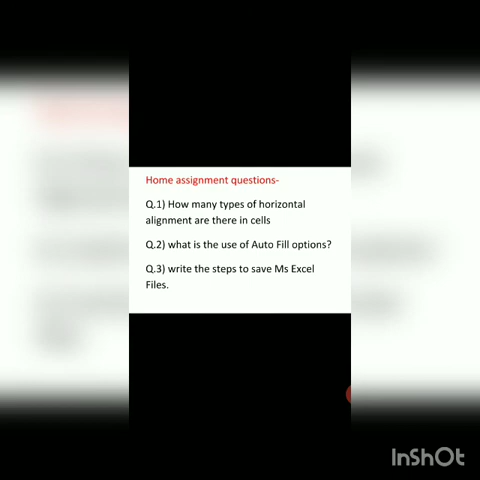 Home assignment questions-
Q.1) How many types of horizontal
alignment are there in cells
Q.2) what is the use of Auto Fill options?
Q.3) write the steps to save Ms Excel
Files.
InShOt